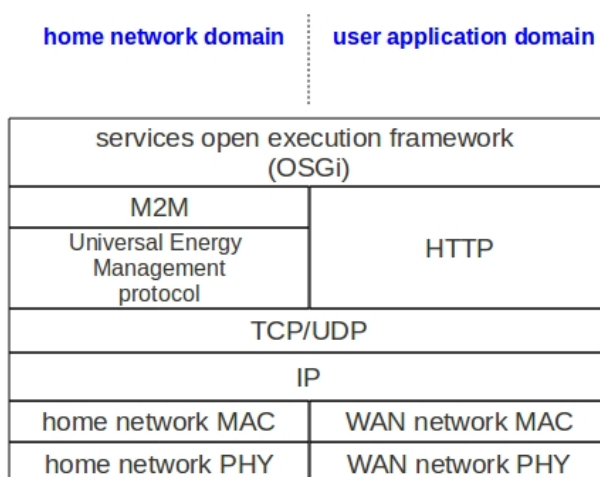 home network domain
user application domain
services open execution framework
(OSGi)
M2M
Universal Energy
Management
protocol
HTTP
TCP/UDP
IP
home network MAC
WAN network MAC
home network PHY
WAN network PHY